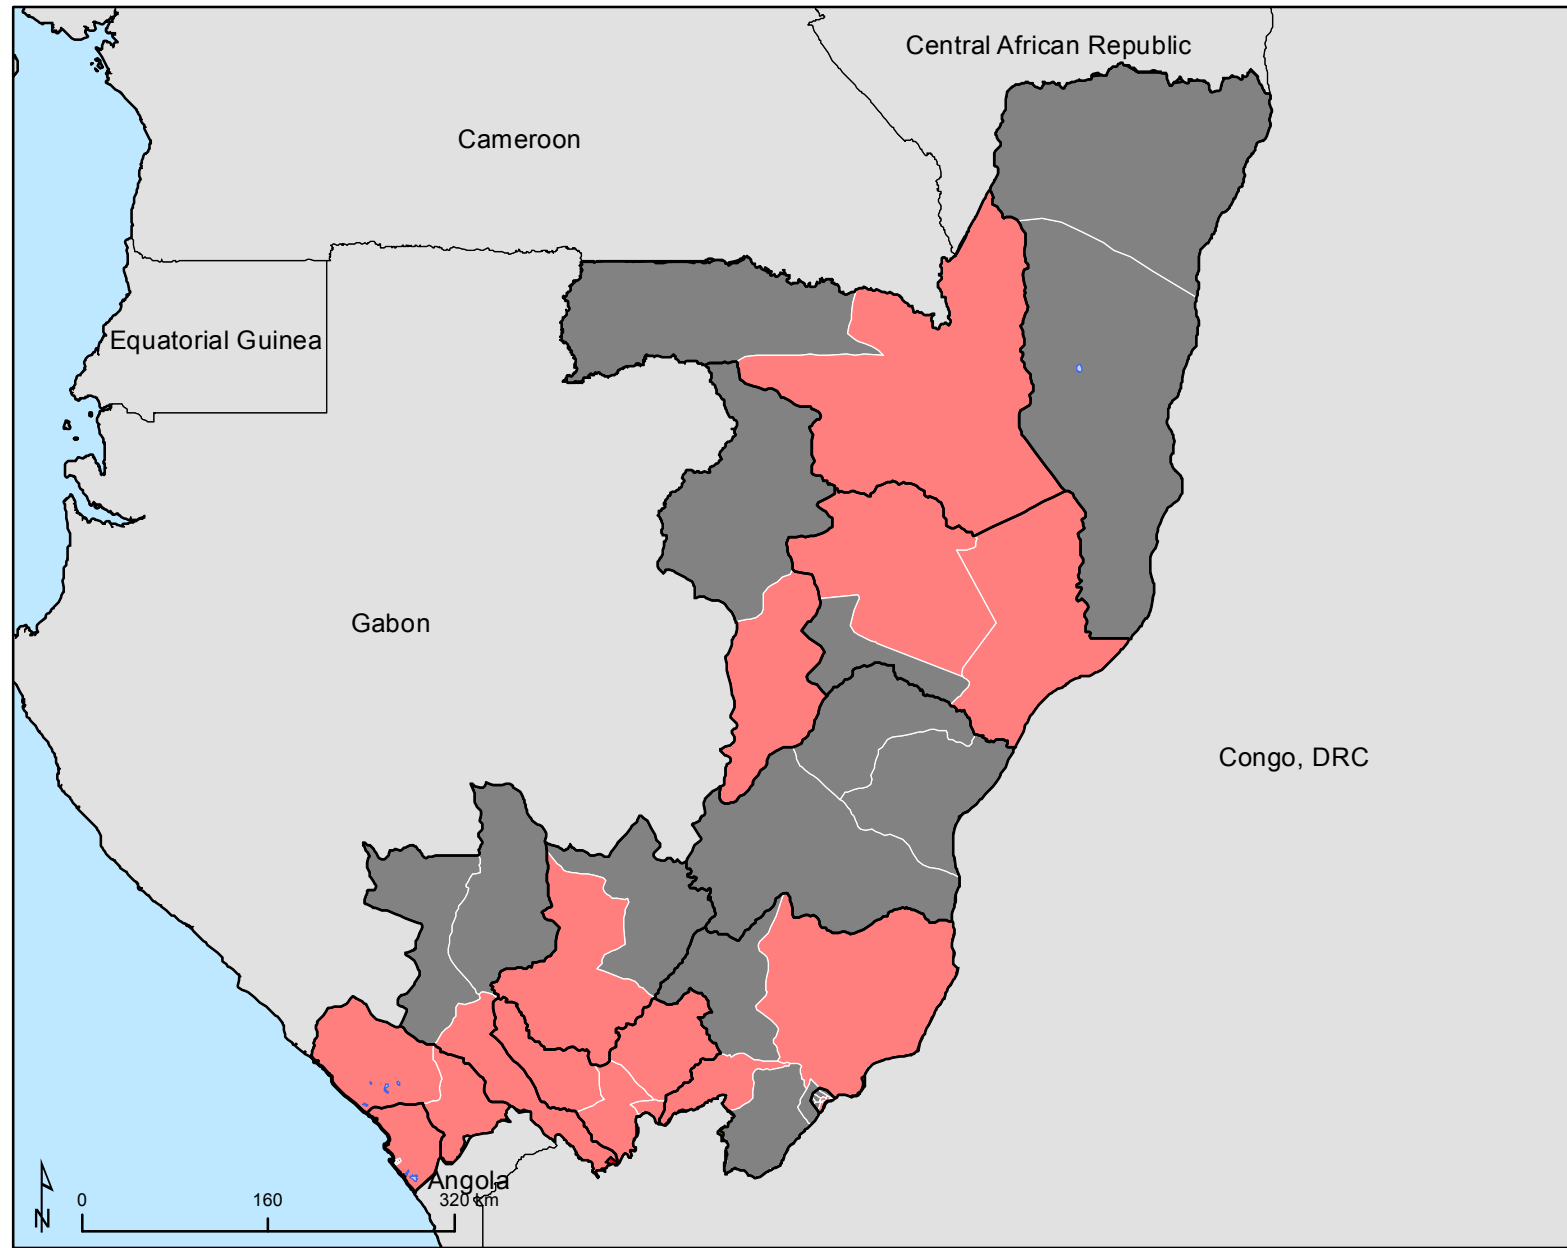 Central African Republic
Cameroon
Equatorial Guinea
Gabon
Congo, DRC
Angola
0 160 320 km
N